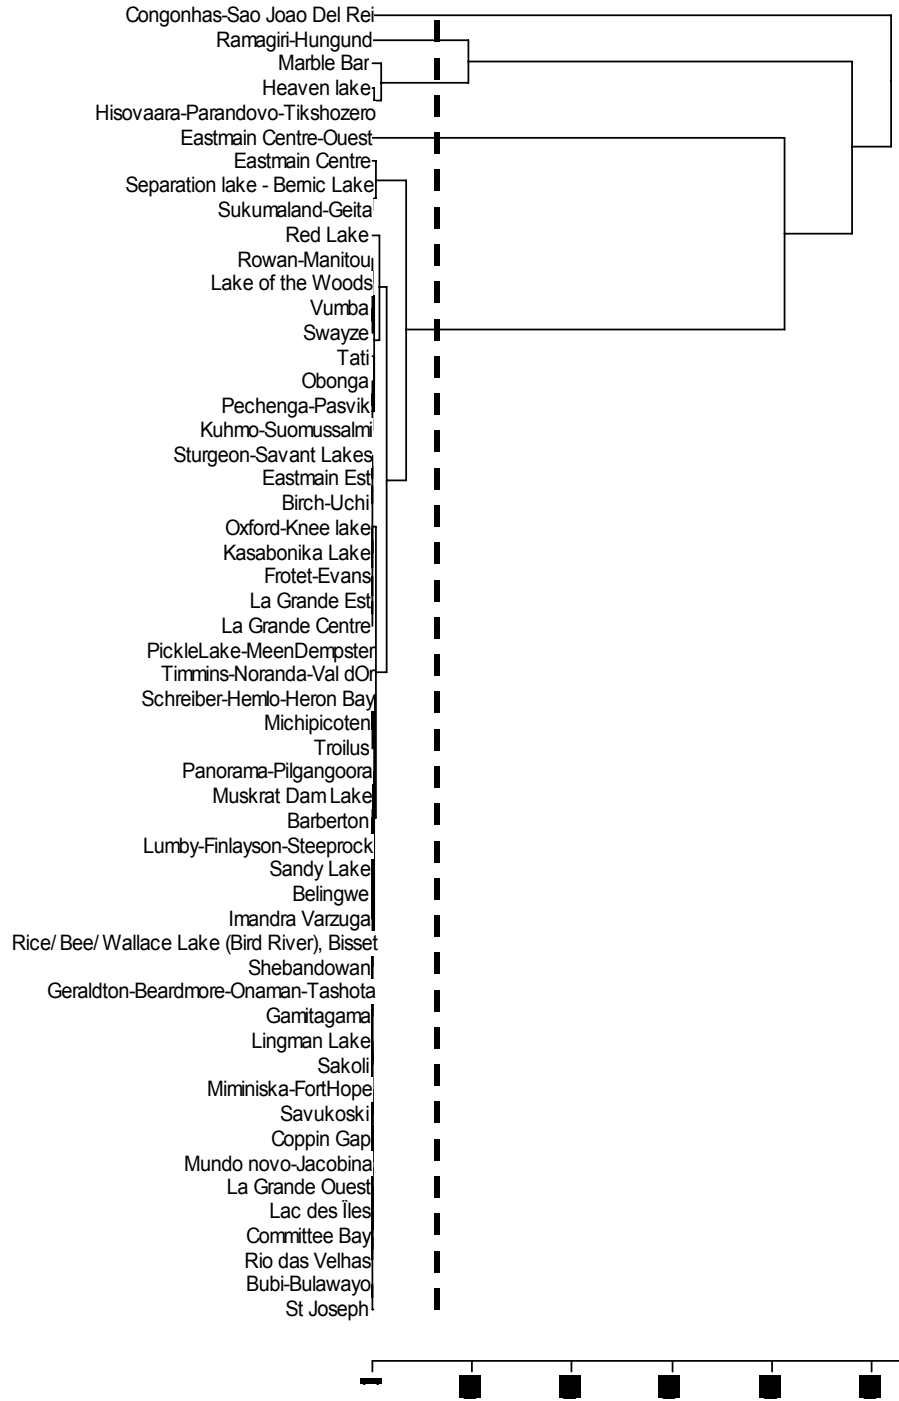 Congonhas-Sao Joao Del Rei
Ramagiri-Hungund
Marble Bar
Heaven lake
Hisovaara-Parandovo-Tikshozero
Eastmain Centre-Ouest
Eastmain Centre
Separation lake - Bernic Lake
Sukumaland-Geita
Red Lake
Rowan-Manitou
Lake of the Woods
Vumba
Swayze
Tati
Obonga
Pechenga-Pasvik
Kuhmo-Suomussalmi
Sturgeon-Savant Lakes
Eastmain Est
Birch-Uchi
Oxford-Knee lake
Kasabonika Lake
Frotet-Evans
La Grande Est
La Grande Centre
PickleLake-MeenDempster
Timmins-Noranda-Val dOr
Schreiber-Hemlo-Heron Bay
Michipicoten
Troilus
Panorama-Pilgangoora
Muskrat Dam Lake
Barberton
Lumby-Finlayson-Steeprock
Sandy Lake
Belingwe
Imandra Varzuga
Rice/ Bee/ Wallace Lake (Bird River), Bisset
Shebandowan
Geraldton-Beardmore-Onaman-Tashota
Gamitagama
Lingman Lake
Sakoli
Miminiska-FortHope
Savukoski
Coppin Gap
Mundo novo-Jacobina
La Grande Ouest
Lac des Îles
Committee Bay
Rio das Velhas
Bubi-Bulawayo
St Joseph